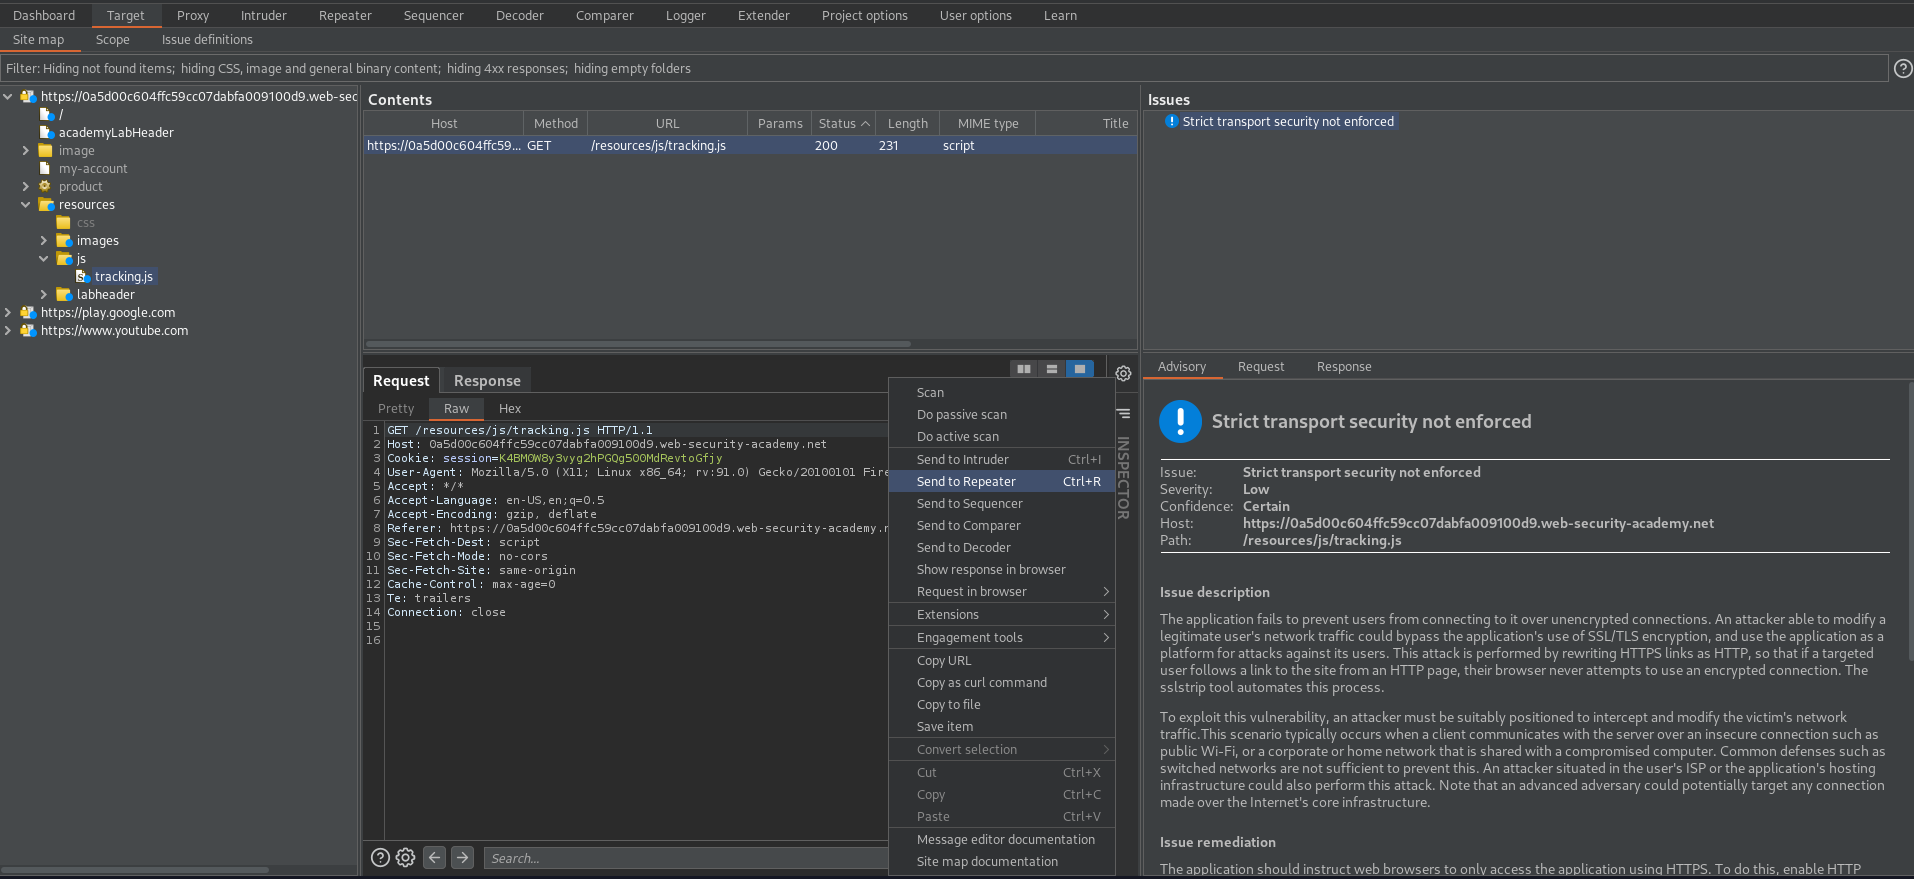 Dashboard Target Proxy Intruder Repeater Sequencer Decoder Comparer Logger Extender Project options User options Learn
Site map Scope Issue definitions
Filter: Hiding not found items; hiding CSS, image and general binary content; hiding 4xx responses; hiding empty folders
https://0a5d00c604ffc59cc07dabfa009100d9.web-sec
/
academyLabHeader
image
my-account
product
resources
css
images
js
tracking.js
labheader
https://play.google.com
https://www.youtube.com
Contents
Host Method URL Params Status Length MIME type Title
https://0a5d00c604ffc59... GET /resources/js/tracking.js 200 231 script
Request Response
Pretty Raw Hex
1 GET /resources/js/tracking.js HTTP/1.1
2 Host: 0a5d00c604ffc59cc07dabfa009100d9.web-security-academy.net
3 Cookie: session=
4 User-Agent: Mozilla/5.0 (X11; Linux x86_64; rv:91.0) Gecko/20100101 Fire
5 Accept: */*
6 Accept-Language: en-US,en;q=0.5
7 Accept-Encoding: gzip, deflate
8 Referer: https://0a5d00c604ffc59cc07dabfa009100d9.web-security-academy.n
9 Sec-Fetch-Dest: script
10 Sec-Fetch-Mode: no-cors
11 Sec-Fetch-Site: same-origin
12 Cache-Control: max-age=0
13 Te: trailers
14 Connection: close
15
16
Search...
Scan
Do passive scan
Do active scan
Send to Intruder Ctrl+I
Send to Repeater Ctrl+R
Send to Sequencer
Send to Comparer
Send to Decoder
Show response in browser
Request in browser
Extensions
Engagement tools
Copy URL
Copy as curl command
Copy to file
Save item
Convert selection
Cut Ctrl+X
Copy Ctrl+C
Paste Ctrl+V
Message editor documentation
Site map documentation
INSPECTOR
Issues
Strict transport security not enforced
Advisory Request Response
Strict transport security not enforced
Issue: Strict transport security not enforced
Severity: Low
Confidence: Certain
Host: https://0a5d00c604ffc59cc07dabfa009100d9.web-security-academy.net
Path: /resources/js/tracking.js
Issue description
The application fails to prevent users from connecting to it over unencrypted connections. An attacker able to modify a
legitimate user's network traffic could bypass the application's use of SSL/TLS encryption, and use the application as a
platform for attacks against its users. This attack is performed by rewriting HTTPS links as HTTP, so that if a targeted
user follows a link to the site from an HTTP page, their browser never attempts to use an encrypted connection. The
sslstrip tool automates this process.
To exploit this vulnerability, an attacker must be suitably positioned to intercept and modify the victim's network
traffic.This scenario typically occurs when a client communicates with the server over an insecure connection such as
public Wi-Fi, or a corporate or home network that is shared with a compromised computer. Common defenses such as
switched networks are not sufficient to prevent this. An attacker situated in the user's ISP or the application's hosting
infrastructure could also perform this attack. Note that an advanced adversary could potentially target any connection
made over the Internet's core infrastructure.
Issue remediation
The application should instruct web browsers to only access the application using HTTPS. To do this, enable HTTP